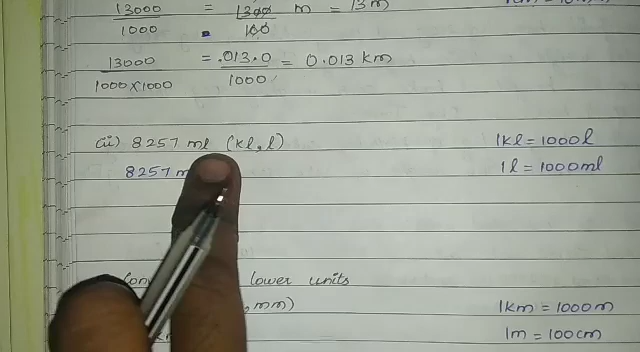 13000 = 1300 m = 13m
1000 100
13000 = .013.0 = 0.013 km
1000×1000 1000
(ii) 8257 ml (kl, l) 1kl = 1000l
8257 m 1l = 1000ml
lower units
, mm) 1km = 1000m
1m = 100cm